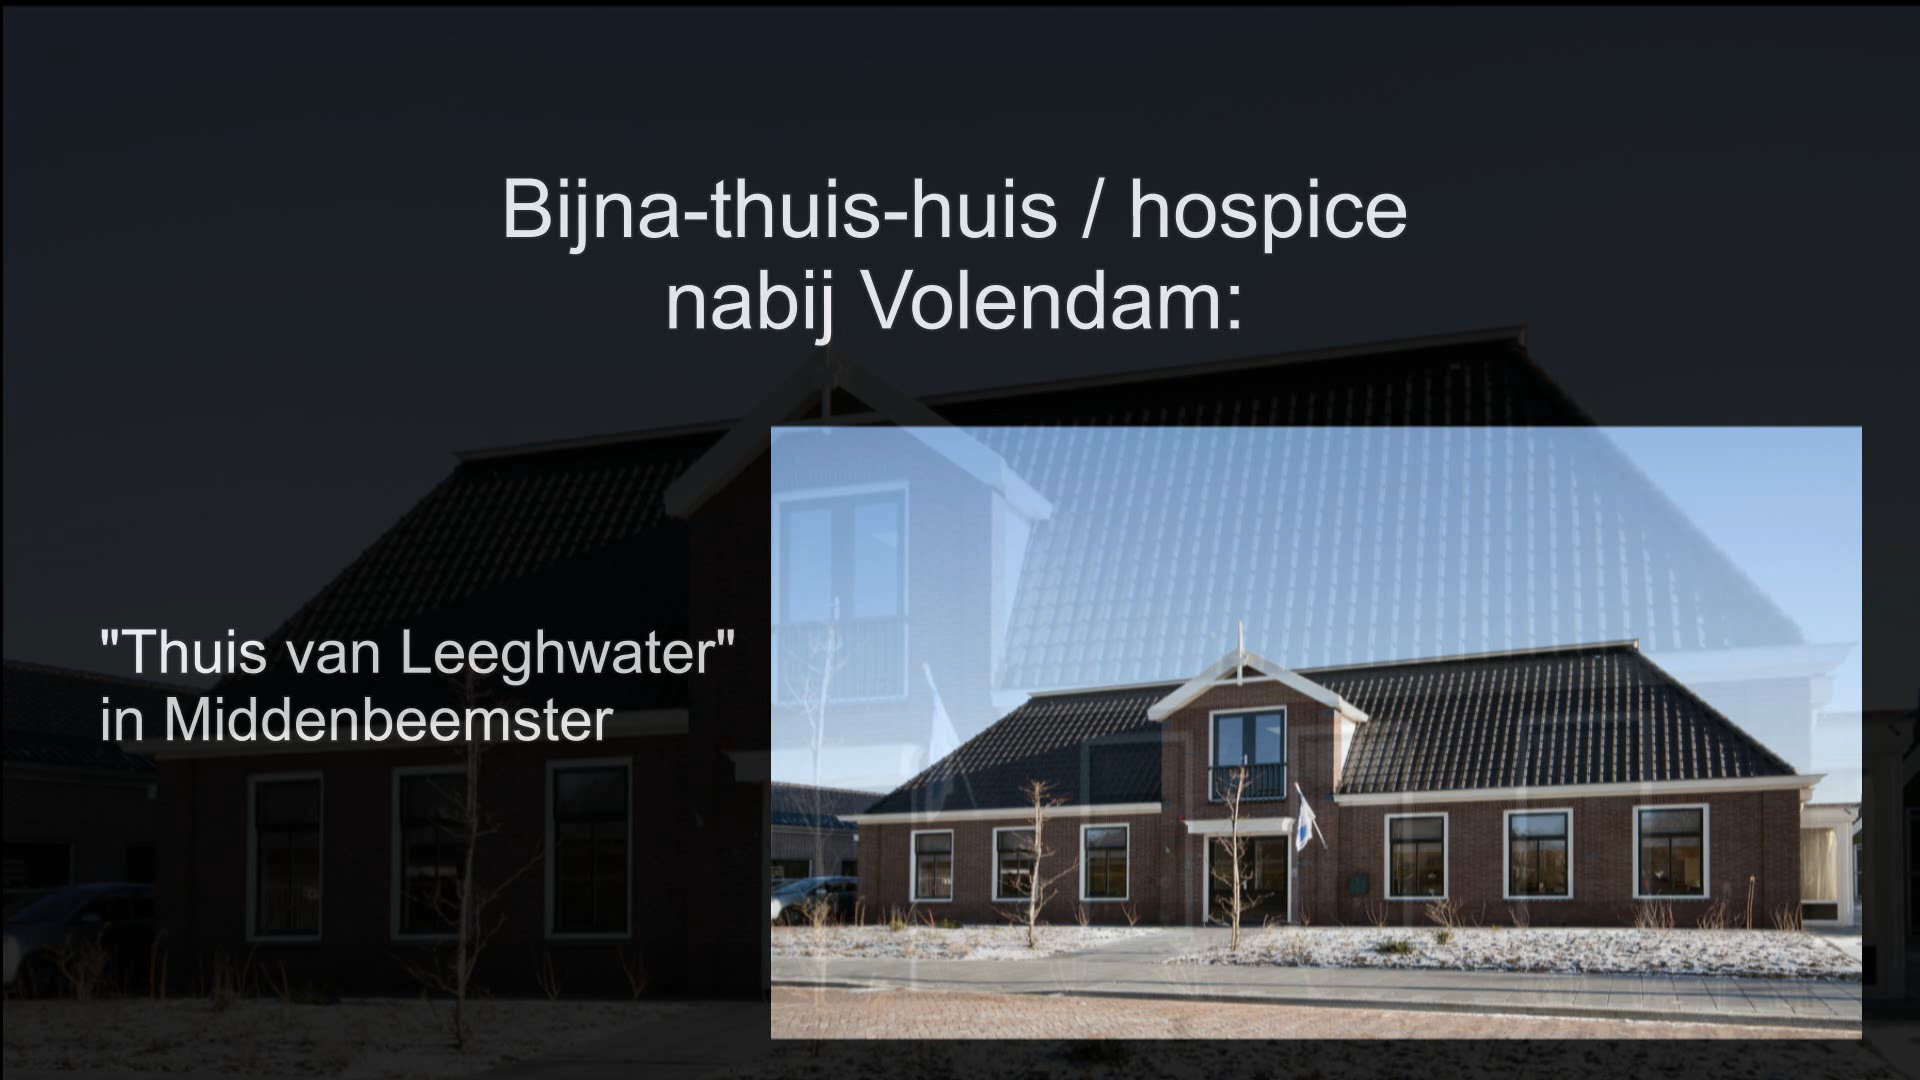 Bijna-thuis-huis / hospice
nabij Volendam:
"Thuis van Leeghwater"
in Middenbeemster